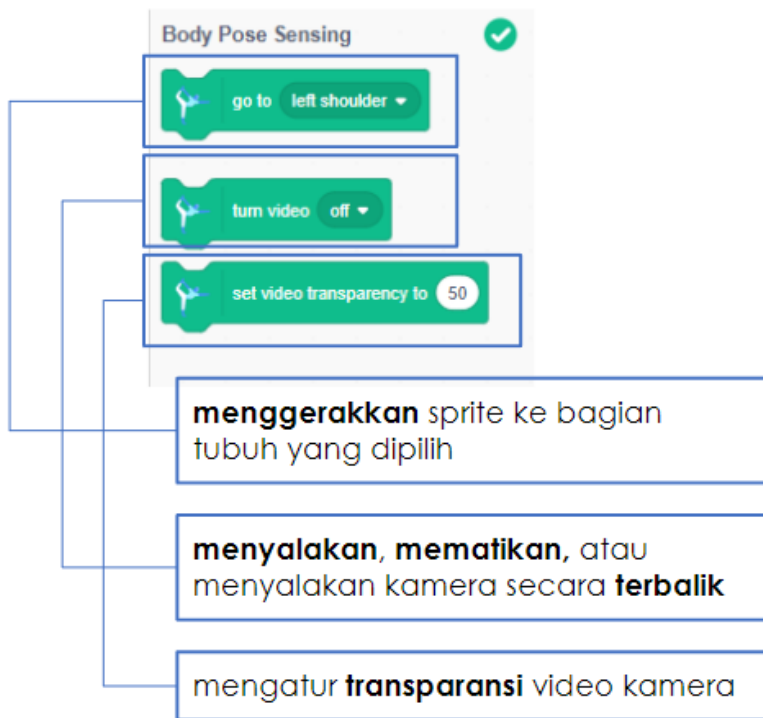 Body Pose Sensing
go to left shoulder
turn video off
set video transparency to 50
menggerakkan sprite ke bagian
tubuh yang dipilih
menyalakan, mematikan, atau
menyalakan kamera secara terbalik
mengatur transparansi video kamera